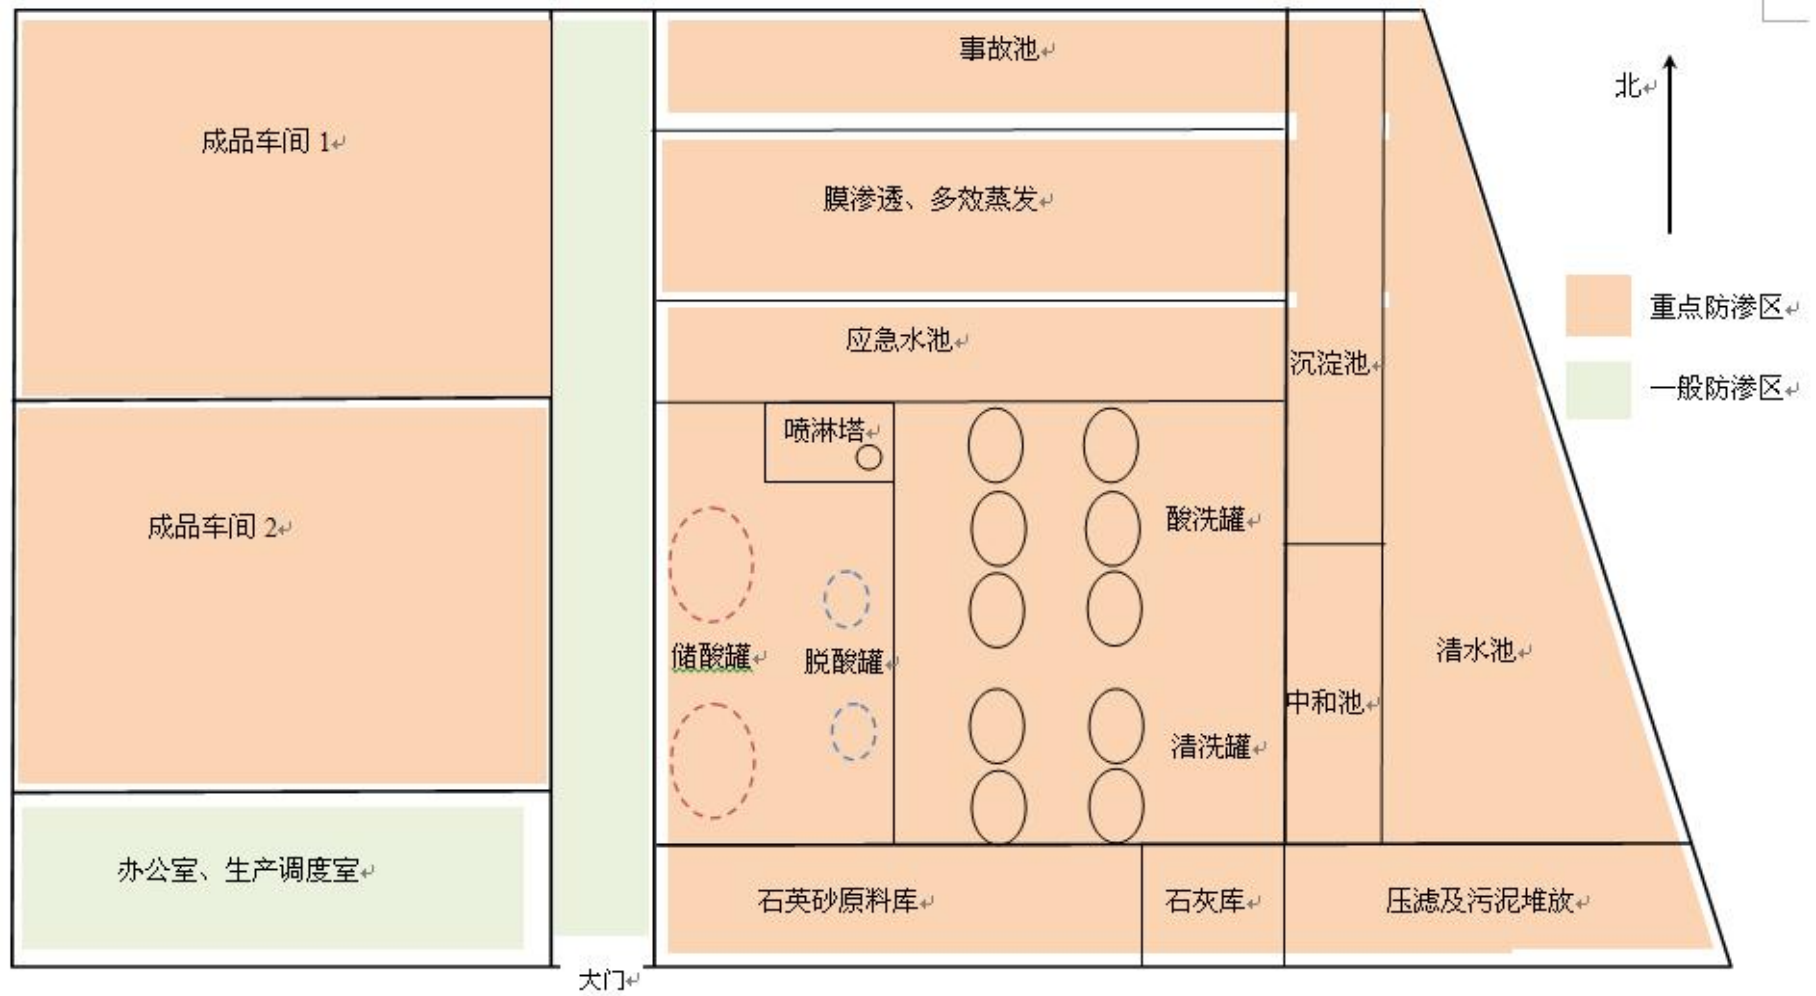 事故池
北
成品车间 1
膜渗透、多效蒸发
重点防渗区
应急水池
沉淀池
一般防渗区
喷淋塔
成品车间 2
酸洗罐
储酸罐
脱酸罐
清水池
中和池
清洗罐
办公室、生产调度室
石英砂原料库
石灰库
压滤及污泥堆放
大门